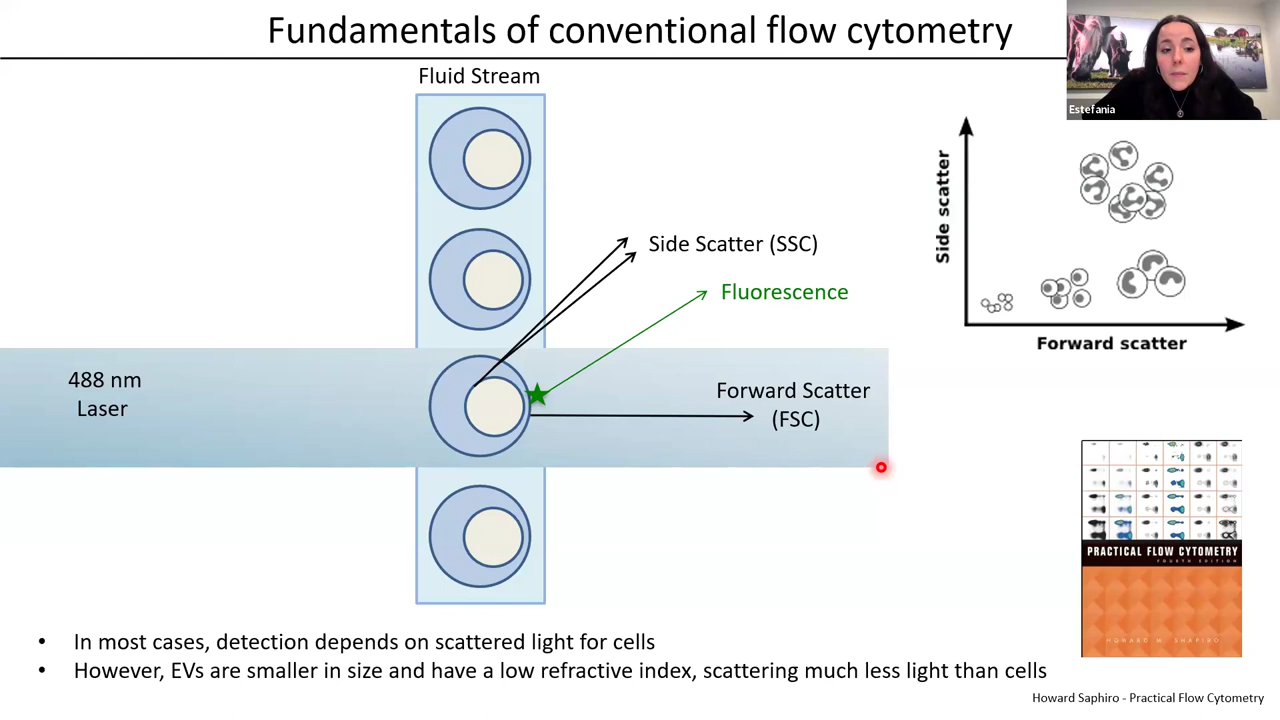 Fundamentals of conventional flow cytometry
Estefania
Fluid Stream
Side Scatter (SSC)
Fluorescence
488 nm
Laser
Forward Scatter
(FSC)
Side scatter
Forward scatter
PRACTICAL FLOW CYTOMETRY
FOURTH EDITION
HOWARD M. SHAPIRO
• In most cases, detection depends on scattered light for cells
• However, EVs are smaller in size and have a low refractive index, scattering much less light than cells
Howard Saphiro - Practical Flow Cytometry